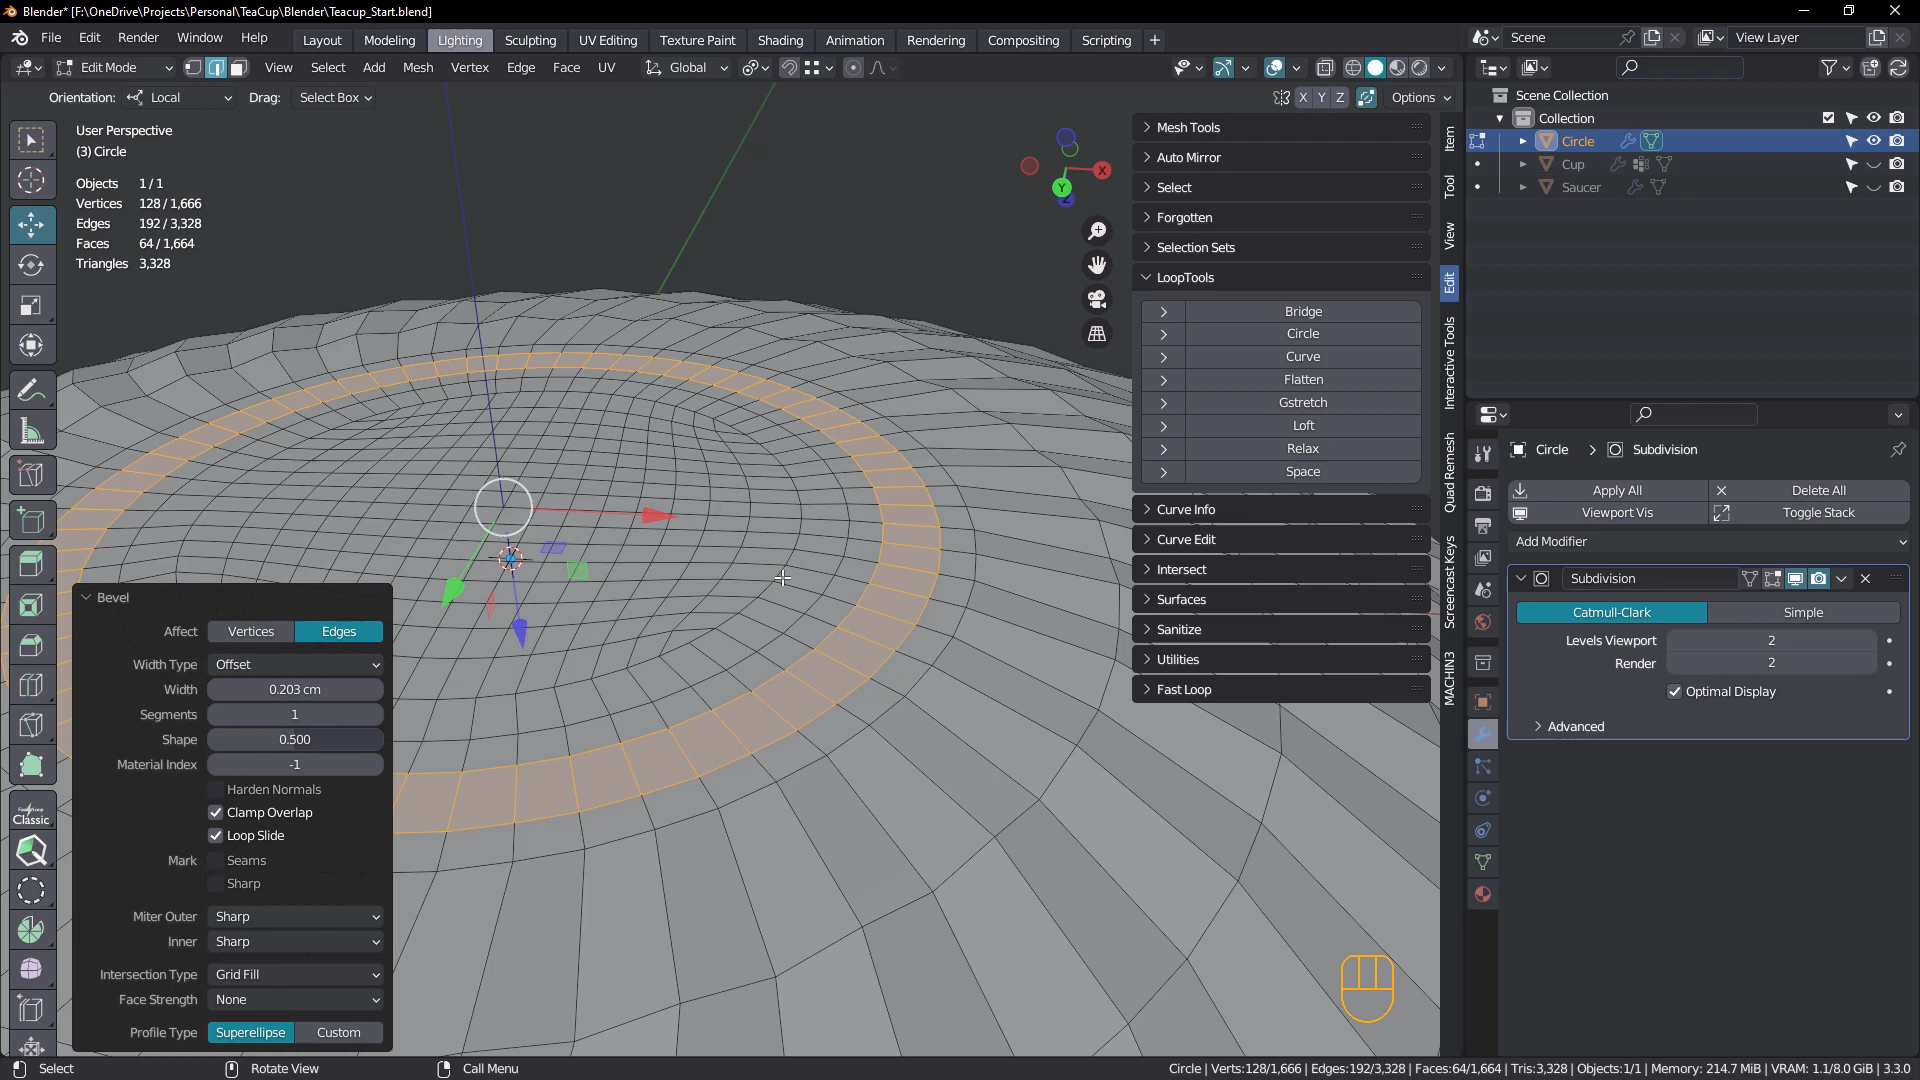 Blender* [F:\OneDrive\Projects\Personal\TeaCup\Blender\Teacup_Start.blend]
File Edit Render Window Help Layout Modeling Lighting Sculpting UV Editing Texture Paint Shading Animation Rendering Compositing Scripting + Scene View Layer
Edit Mode View Select Add Mesh Vertex Edge Face UV Global
Orientation: Local Drag: Select Box X Y Z Options
User Perspective
(3) Circle
Objects 1 / 1
Vertices 128 / 1,666
Edges 192 / 3,328
Faces 64 / 1,664
Triangles 3,328
X
Y
Z
Mesh Tools
Auto Mirror
Select
Forgotten
Selection Sets
LoopTools
Bridge
Circle
Curve
Flatten
Gstretch
Loft
Relax
Space
Curve Info
Curve Edit
Intersect
Surfaces
Sanitize
Utilities
Fast Loop
Item
Tool
View
Edit
Interactive Tools
Quad Remesh
Screencast Keys
MACHIN3
Scene Collection
Collection
Circle
Cup
Saucer
Circle > Subdivision
Apply All Delete All
Viewport Vis Toggle Stack
Add Modifier
Subdivision
Catmull-Clark Simple
Levels Viewport 2
Render 2
Optimal Display
Advanced
Classic
Bevel
Affect Vertices Edges
Width Type Offset
Width 0.203 cm
Segments 1
Shape 0.500
Material Index -1
Harden Normals
Clamp Overlap
Loop Slide
Mark Seams
Sharp
Miter Outer Sharp
Inner Sharp
Intersection Type Grid Fill
Face Strength None
Profile Type Superellipse Custom
Select Rotate View Call Menu
Circle | Verts:128/1,666 | Edges:192/3,328 | Faces:64/1,664 | Tris:3,328 | Objects:1/1 | Memory: 214.7 MiB | VRAM: 1.1/8.0 GiB | 3.3.0